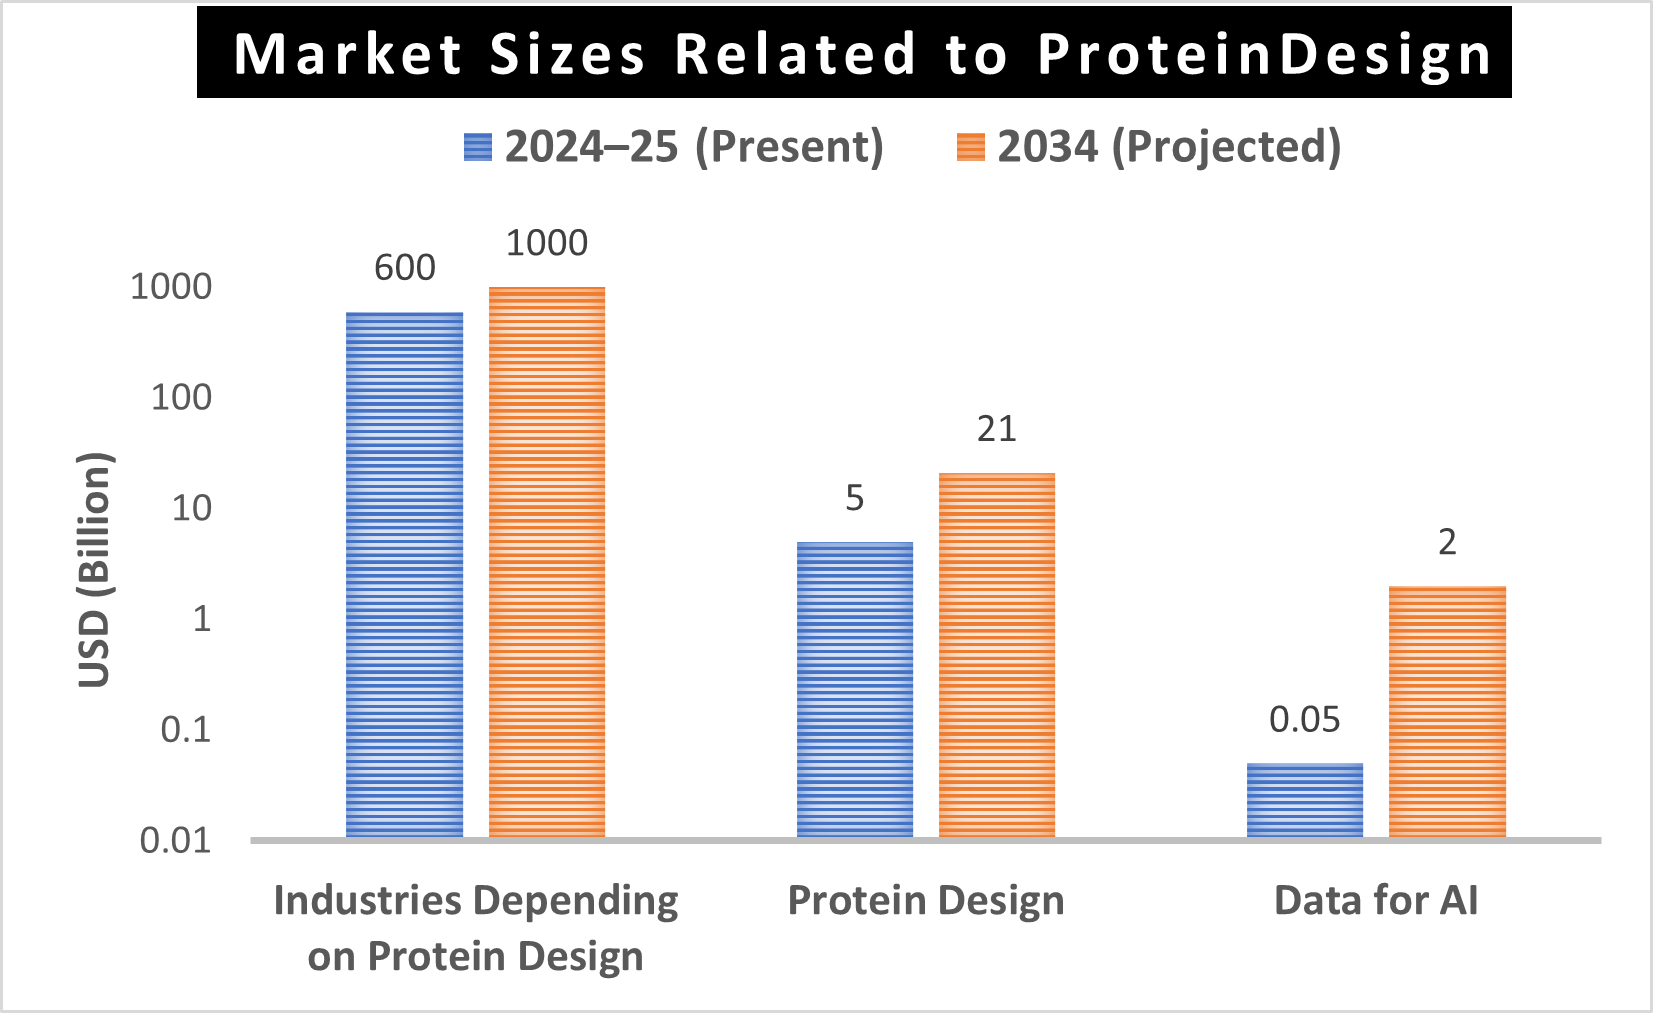 Market Sizes Related to ProteinDesign
2024–25 (Present) 2034 (Projected)
1000
100
10
1
0.1
0.01
USD (Billion)
600
1000
5
21
0.05
2
Industries Depending
on Protein Design
Protein Design
Data for AI